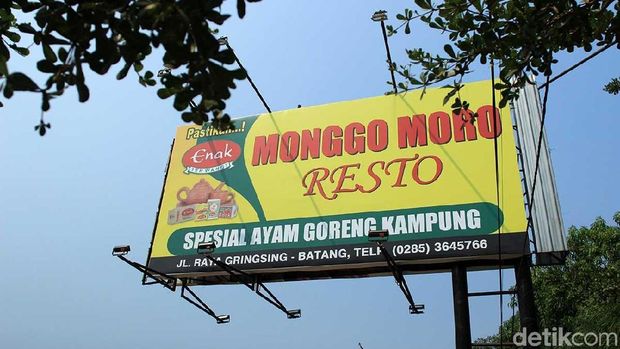 Pastikan...!
Enak
MONGGO MORO
RESTO
SPESIAL AYAM GORENG KAMPUNG
JL. RAYA GRINGSING - BATANG, TELP. (0285) 3645766
detikcom